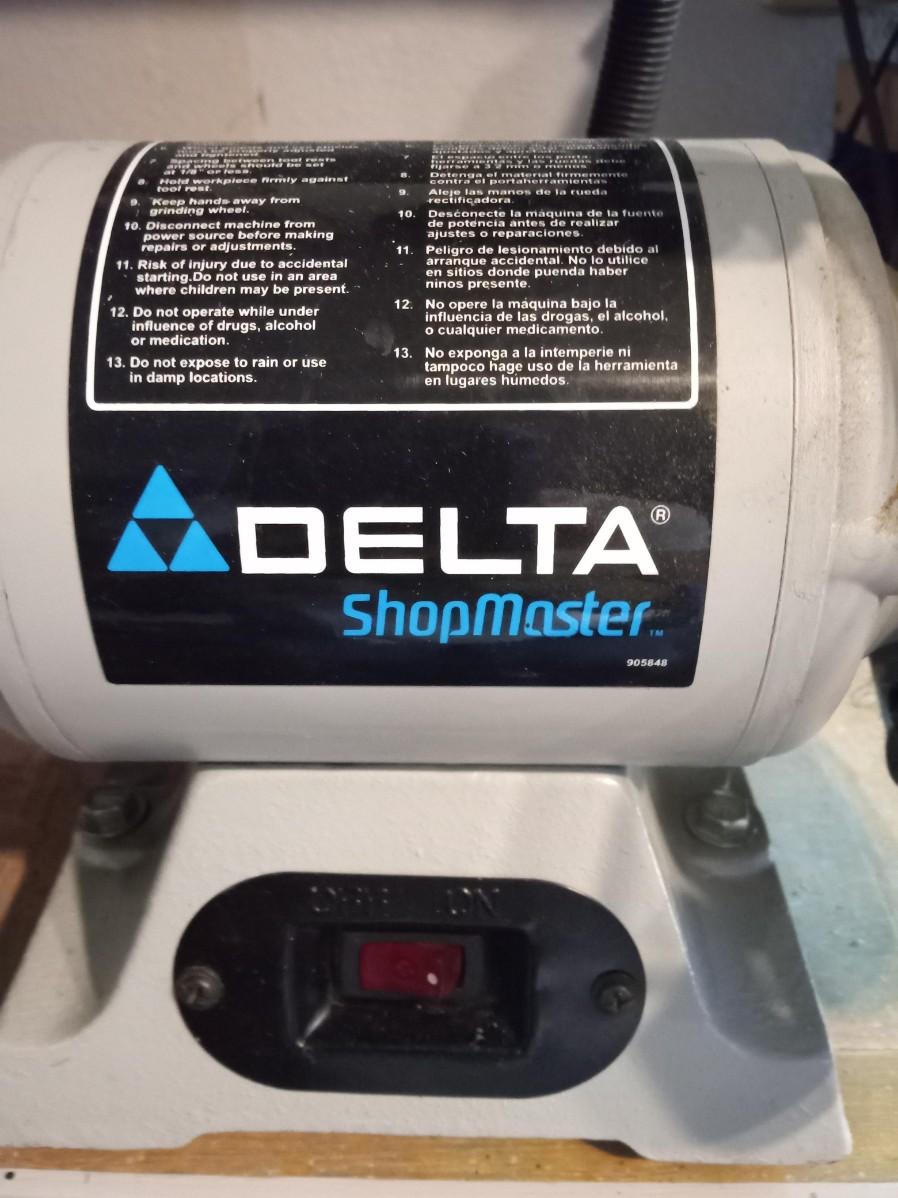 and tightened.
7. Spacing between tool rests
and wheels should be set
at 1/8" or less.
8. Hold workpiece firmly against
tool rest.
9. Keep hands away from
grinding wheel.
10. Disconnect machine from
power source before making
repairs or adjustments.
11. Risk of injury due to accidental
starting.Do not use in an area
where children may be present.
12. Do not operate while under
influence of drugs, alcohol
or medication.
13. Do not expose to rain or use
in damp locations.
7. El espacio entre los porta
8. Detenga el material firmemente
contra el portaherramientas
9. Aleje las manos de la rueda
rectificadora.
10. Desconecte la máquina de la fuente
de potencia antes de realizar
ajustes o reparaciones.
11. Peligro de lesionamiento debido al
arranque accidental. No lo utilice
en sitios donde puenda haber
ninos presente.
12. No opere la máquina bajo la
influencia de las drogas, el alcohol,
o cualquier medicamento.
13. No exponga a la intemperie ni
tampoco hage uso de la herramienta
en lugares húmedos.
DELTA®
ShopMaster™
905848
OFF ON